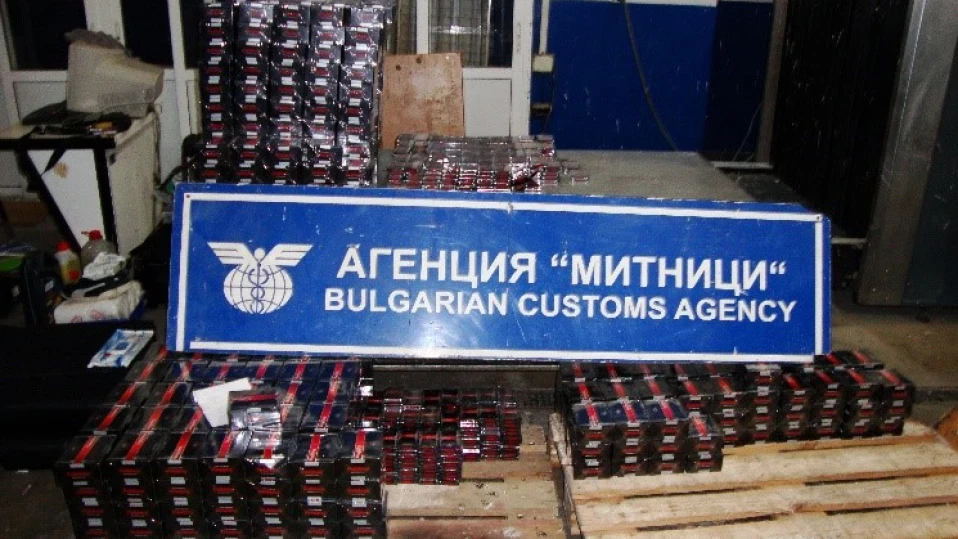 АГЕНЦИЯ “МИТНИЦИ“
BULGARIAN CUSTOMS AGENCY